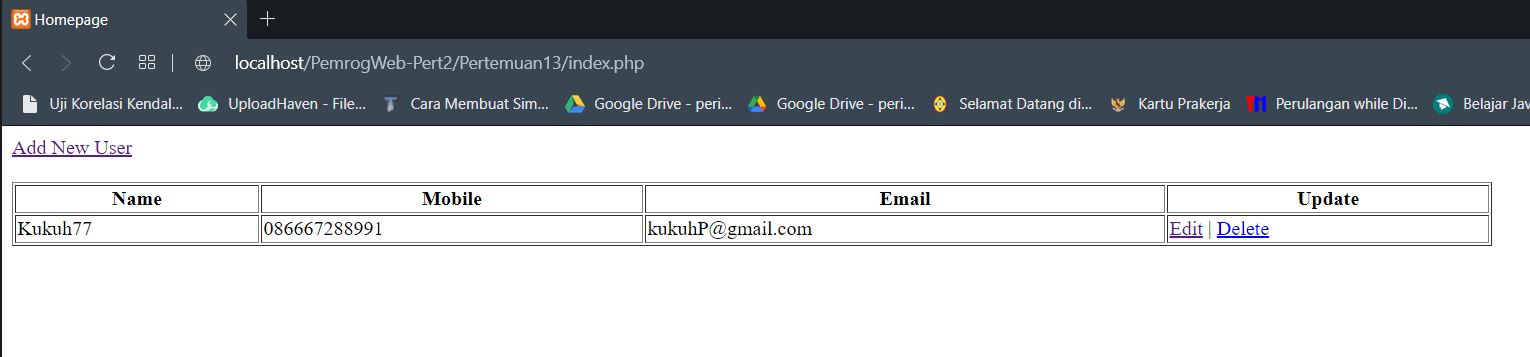 Homepage
localhost/PemrogWeb-Pert2/Pertemuan13/index.php
Uji Korelasi Kendal... UploadHaven - File... Cara Membuat Sim... Google Drive - peri... Google Drive - peri... Selamat Datang di... Kartu Prakerja TM Perulangan while Di... Belajar Jav
Add New User
Name Mobile Email Update
Kukuh77 086667288991 kukuhP@gmail.com Edit | Delete